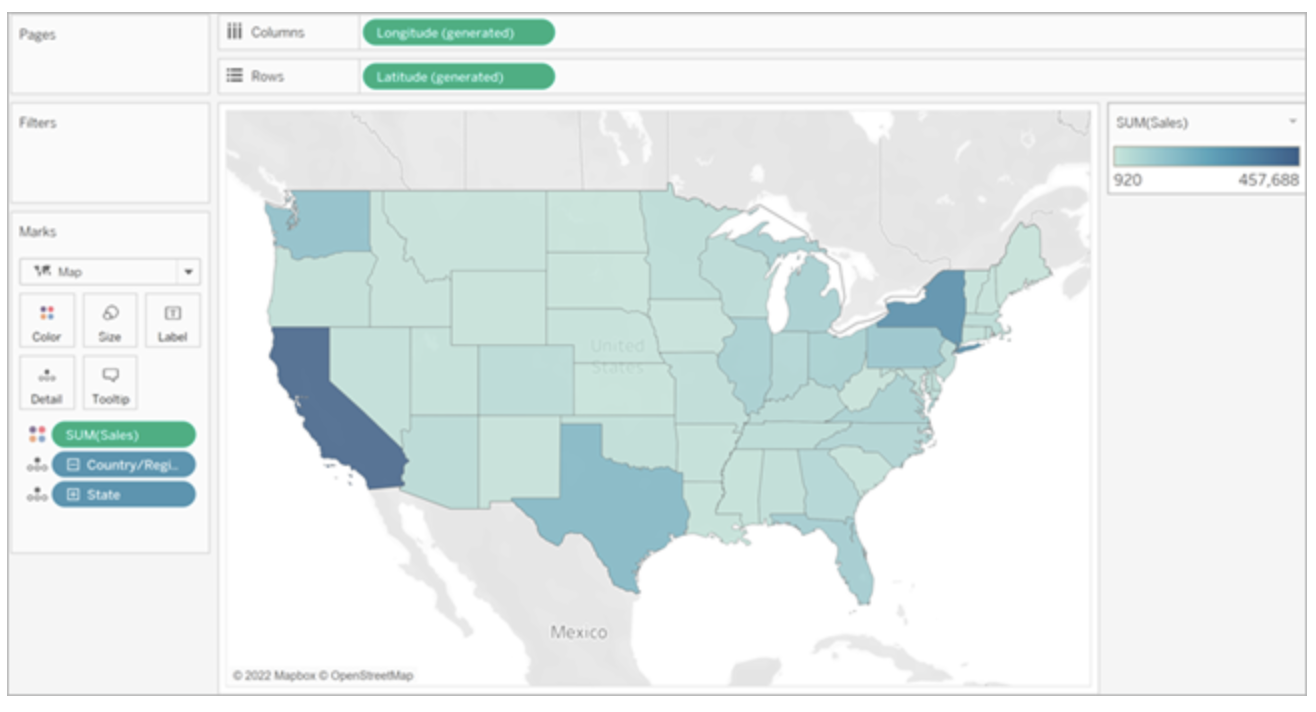 Pages
Columns
Longitude (generated)
Rows
Latitude (generated)
Filters
Marks
Map
Color
Size
Label
Detail
Tooltip
SUM(Sales)
Country/Regi..
State
United
States
Mexico
© 2022 Mapbox © OpenStreetMap
SUM(Sales)
920 457,688